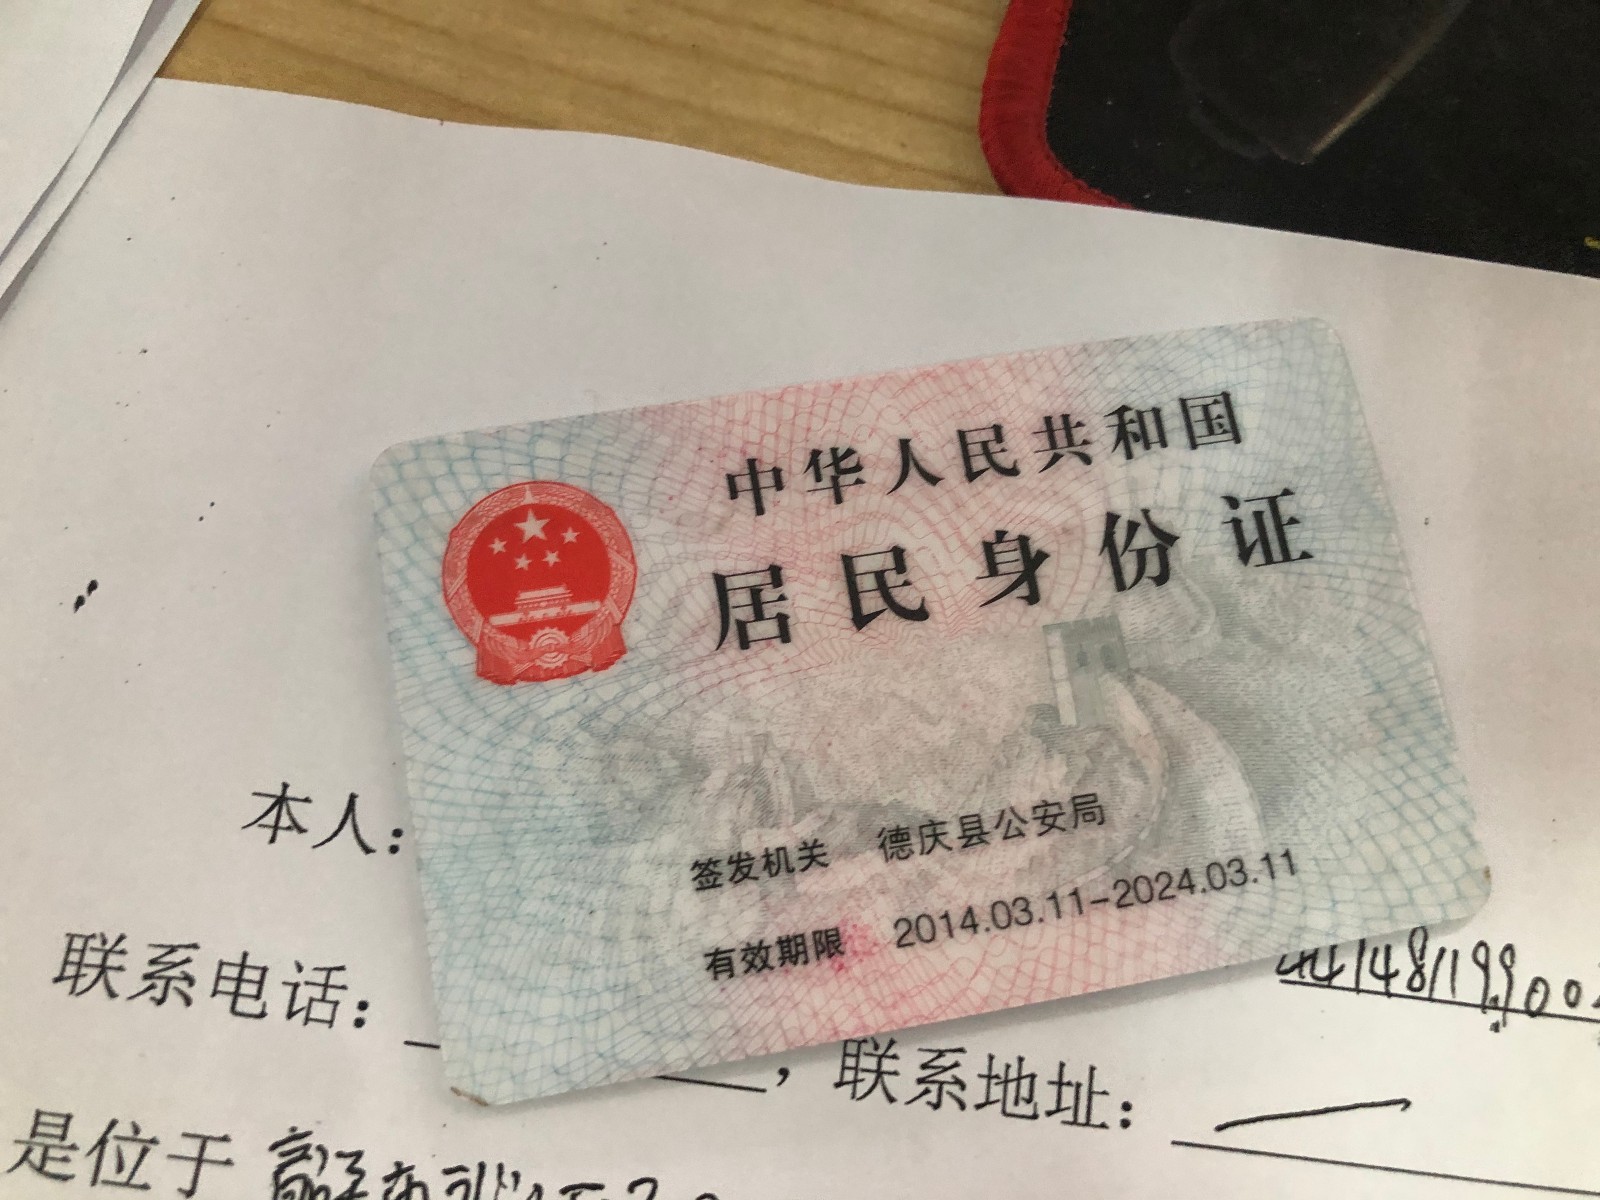 中华人民共和国
居民身份证
签发机关 德庆县公安局
有效期限 2014.03.11-2024.03.11
本人：
联系电话：
，联系地址：
是位于